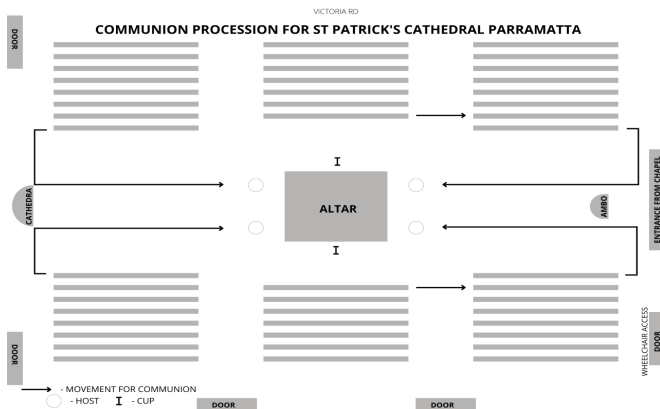 VICTORIA RD
COMMUNION PROCESSION FOR ST PATRICK'S CATHEDRAL PARRAMATTA
DOOR
CATHEDRA
ALTAR
AMBO
ENTRANCE FROM CHAPEL
DOOR
WHEELCHAIR ACCESS
DOOR
- MOVEMENT FOR COMMUNION
- HOST I - CUP
DOOR
DOOR
I
I